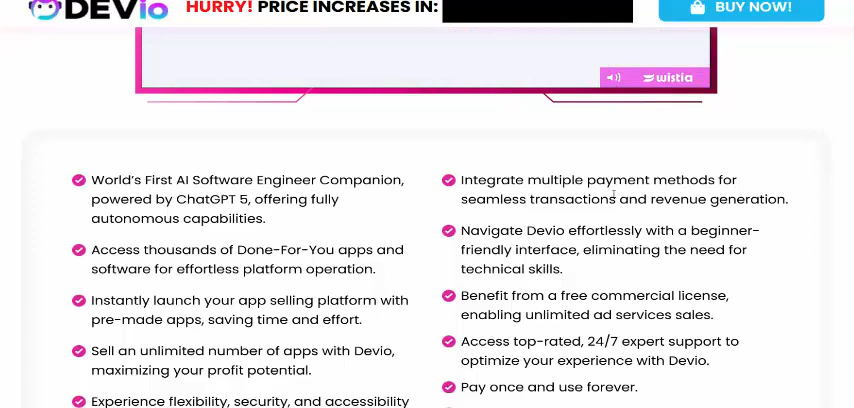 DEVio
HURRY! PRICE INCREASES IN:
BUY NOW!
wistia
World's First AI Software Engineer Companion,
powered by ChatGPT 5, offering fully
autonomous capabilities.
Access thousands of Done-For-You apps and
software for effortless platform operation.
Instantly launch your app selling platform with
pre-made apps, saving time and effort.
Sell an unlimited number of apps with Devio,
maximizing your profit potential.
Experience flexibility, security, and accessibility
Integrate multiple payment methods for
seamless transactions and revenue generation.
Navigate Devio effortlessly with a beginner-
friendly interface, eliminating the need for
technical skills.
Benefit from a free commercial license,
enabling unlimited ad services sales.
Access top-rated, 24/7 expert support to
optimize your experience with Devio.
Pay once and use forever.